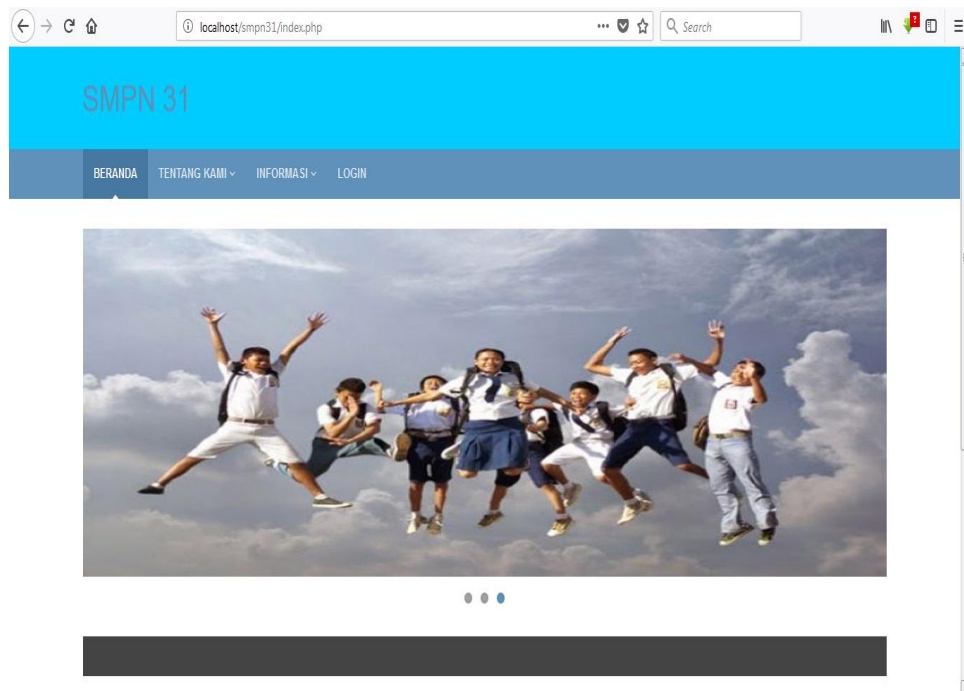 localhost/smpn31/index.php
Search
SMPN 31
BERANDA TENTANG KAMI INFORMASI LOGIN